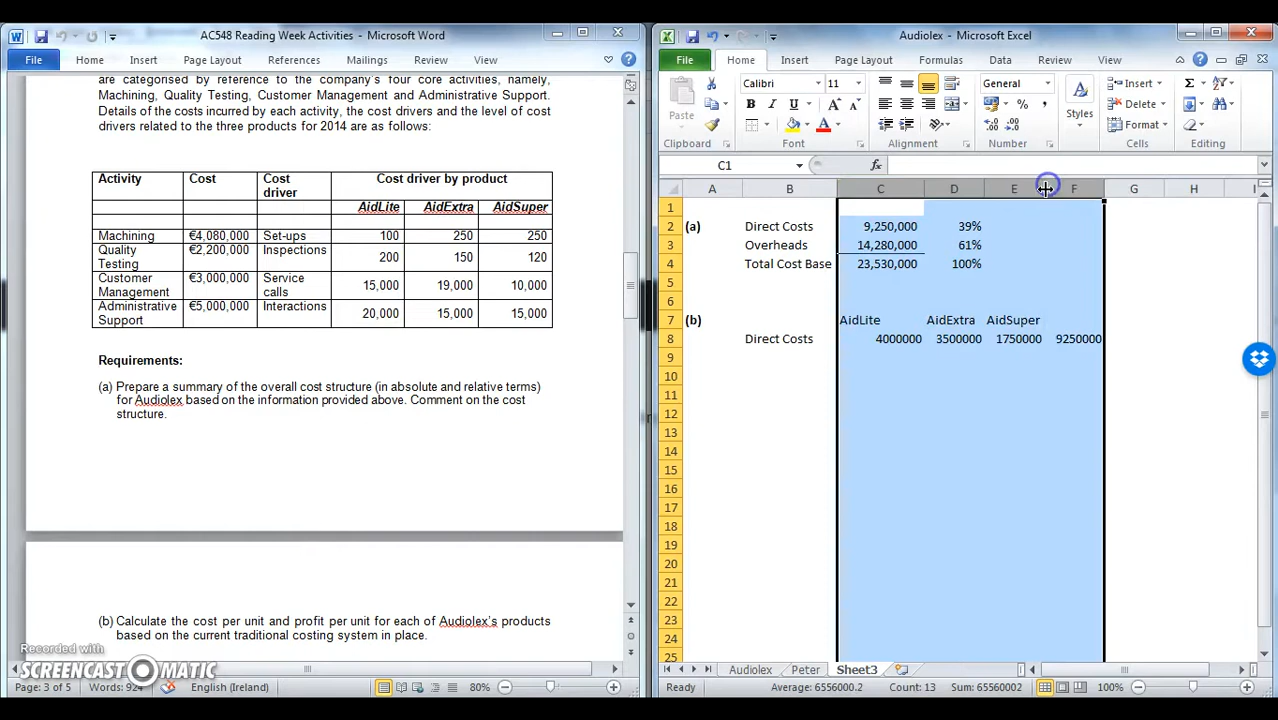 AC548 Reading Week Activities - Microsoft Word
File Home Insert Page Layout References Mailings Review View
are categorised by reference to the company's four core activities, namely,
Machining, Quality Testing, Customer Management and Administrative Support.
Details of the costs incurred by each activity, the cost drivers and the level of cost
drivers related to the three products for 2014 are as follows:
Activity Cost Cost driver Cost driver by product
AidLite AidExtra AidSuper
Machining €4,080,000 Set-ups 100 250 250
Quality Testing €2,200,000 Inspections 200 150 120
Customer Management €3,000,000 Service calls 15,000 19,000 10,000
Administrative Support €5,000,000 Interactions 20,000 15,000 15,000
Requirements:
(a) Prepare a summary of the overall cost structure (in absolute and relative terms)
for Audiolex based on the information provided above. Comment on the cost
structure.
(b) Calculate the cost per unit and profit per unit for each of Audiolex's products
based on the current traditional costing system in place.
Recorded with
SCREENCAST-O-MATIC
Page: 3 of 5 Words: 924 English (Ireland) 80%
Audiolex - Microsoft Excel
File Home Insert Page Layout Formulas Data Review View
Calibri 11 General Insert
Paste B I U A A % , Styles Delete
A Format
Clipboard Font Alignment Number Cells Editing
C1 fx
A B C D E F G H I
1
2 (a) Direct Costs 9,250,000 39%
3 Overheads 14,280,000 61%
4 Total Cost Base 23,530,000 100%
5
6
7 (b) AidLite AidExtra AidSuper
8 Direct Costs 4000000 3500000 1750000 9250000
9
10
11
12
13
14
15
16
17
18
19
20
21
22
23
24
25
Audiolex Peter Sheet3
Ready Average: 6556000.2 Count: 13 Sum: 65560002 100%